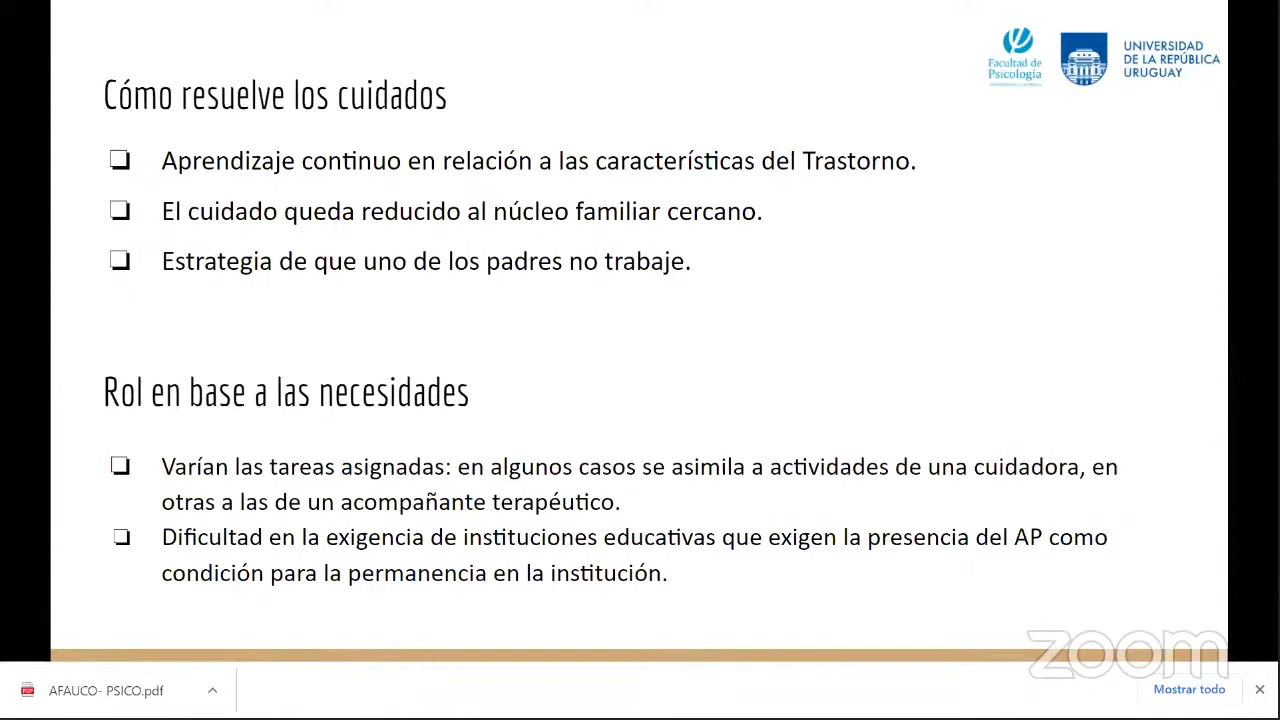 Facultad de
Psicología
UNIVERSIDAD
DE LA REPÚBLICA
URUGUAY
Cómo resuelve los cuidados
❏ Aprendizaje continuo en relación a las características del Trastorno.
❏ El cuidado queda reducido al núcleo familiar cercano.
❏ Estrategia de que uno de los padres no trabaje.
Rol en base a las necesidades
❏ Varían las tareas asignadas: en algunos casos se asimila a actividades de una cuidadora, en
otras a las de un acompañante terapéutico.
❏ Dificultad en la exigencia de instituciones educativas que exigen la presencia del AP como
condición para la permanencia en la institución.
zoom
PDF
AFAUCO- PSICO.pdf
Mostrar todo